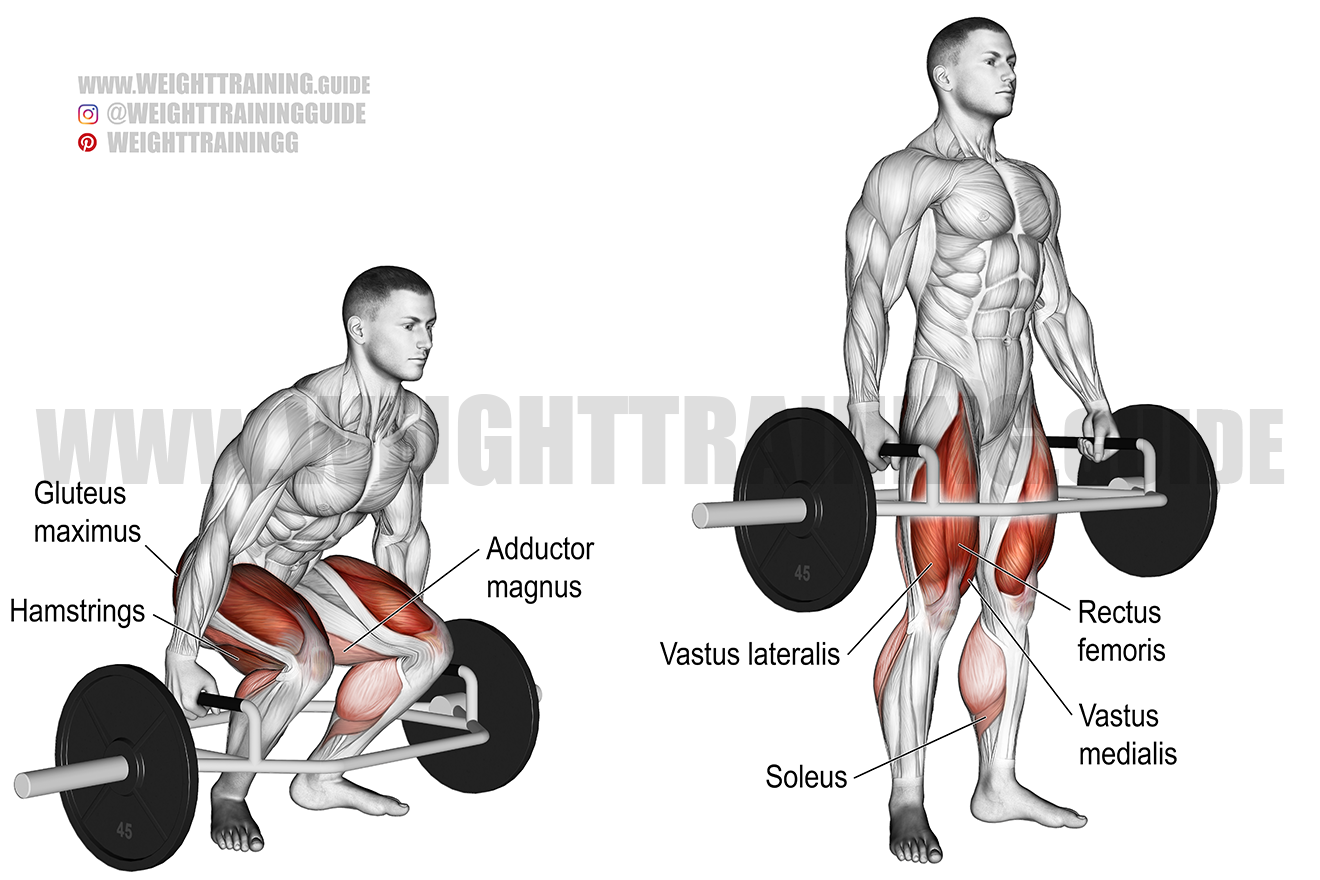 www.WEIGHTTRAINING.GUIDE
@WEIGHTTRAININGGUIDE
WEIGHTTRAININGG
WWW.WEIGHTTRAINING.GUIDE
Gluteus
maximus
Hamstrings
Adductor
magnus
45
45
Vastus lateralis
Rectus
femoris
Vastus
medialis
Soleus